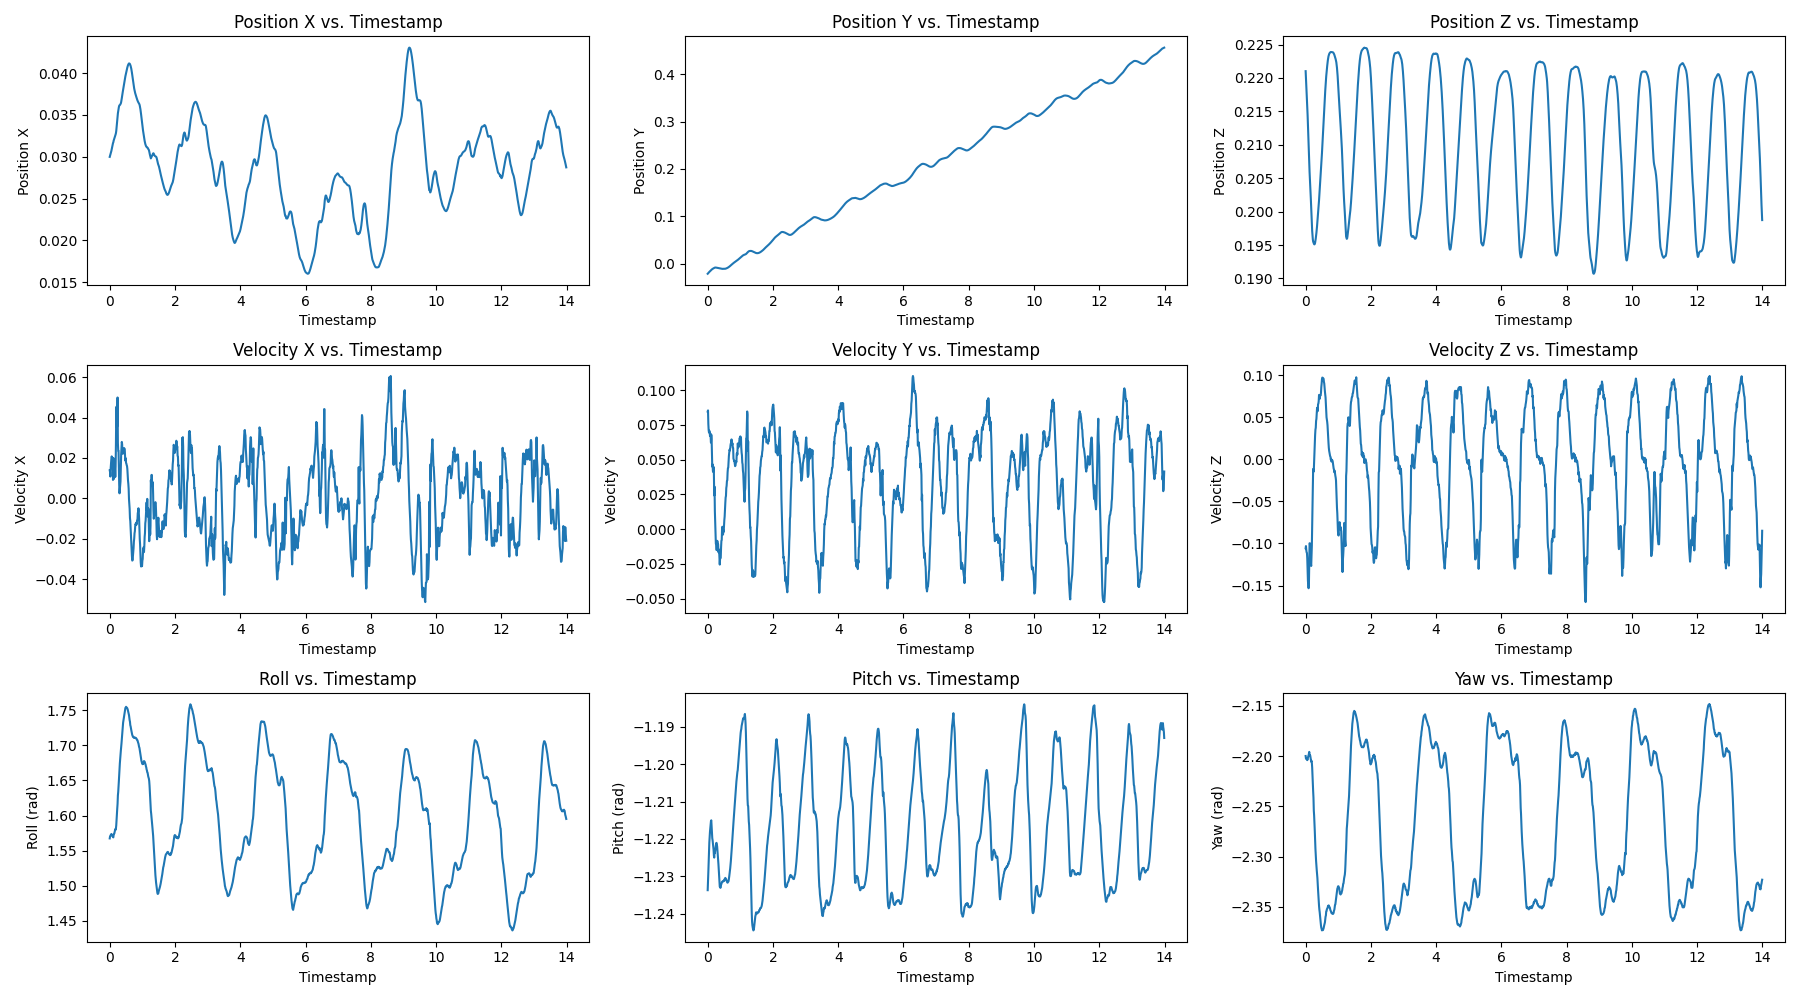 Position X vs. Timestamp
Position X
0.040
0.035
0.030
0.025
0.020
0.015
0 2 4 6 8 10 12 14
Timestamp
Position Y vs. Timestamp
Position Y
0.4
0.3
0.2
0.1
0.0
0 2 4 6 8 10 12 14
Timestamp
Position Z vs. Timestamp
Position Z
0.225
0.220
0.215
0.210
0.205
0.200
0.195
0.190
0 2 4 6 8 10 12 14
Timestamp
Velocity X vs. Timestamp
Velocity X
0.06
0.04
0.02
0.00
−0.02
−0.04
0 2 4 6 8 10 12 14
Timestamp
Velocity Y vs. Timestamp
Velocity Y
0.100
0.075
0.050
0.025
0.000
−0.025
−0.050
0 2 4 6 8 10 12 14
Timestamp
Velocity Z vs. Timestamp
Velocity Z
0.10
0.05
0.00
−0.05
−0.10
−0.15
0 2 4 6 8 10 12 14
Timestamp
Roll vs. Timestamp
Roll (rad)
1.75
1.70
1.65
1.60
1.55
1.50
1.45
0 2 4 6 8 10 12 14
Timestamp
Pitch vs. Timestamp
Pitch (rad)
−1.19
−1.20
−1.21
−1.22
−1.23
−1.24
0 2 4 6 8 10 12 14
Timestamp
Yaw vs. Timestamp
Yaw (rad)
−2.15
−2.20
−2.25
−2.30
−2.35
0 2 4 6 8 10 12 14
Timestamp